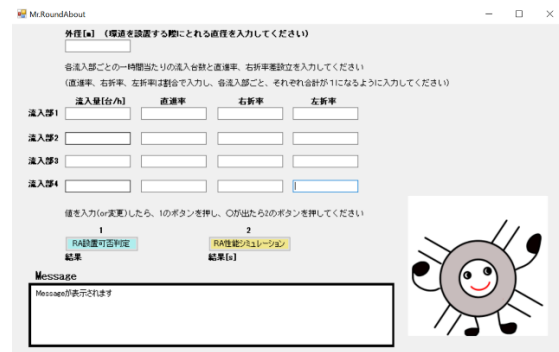 Mr.RoundAbout
外径[m] (環道を設置する際にとれる直径を入力してください)
各流入部ごとの一時間当たりの流入台数と直進率、右折率差設立を入力してください
(直進率、右折率、左折率は割合で入力し、各流入部ごと、それぞれ合計が1になるように入力してください)
流入量[台/h] 直進率 右折率 左折率
流入部1
流入部2
流入部3
流入部4
値を入力(or変更)したら、1のボタンを押し、〇が出たら2のボタンを押してください
1 2
RA設置可否判定 RA性能シミュレーション
結果 結果[s]
Message
Messageが表示されます